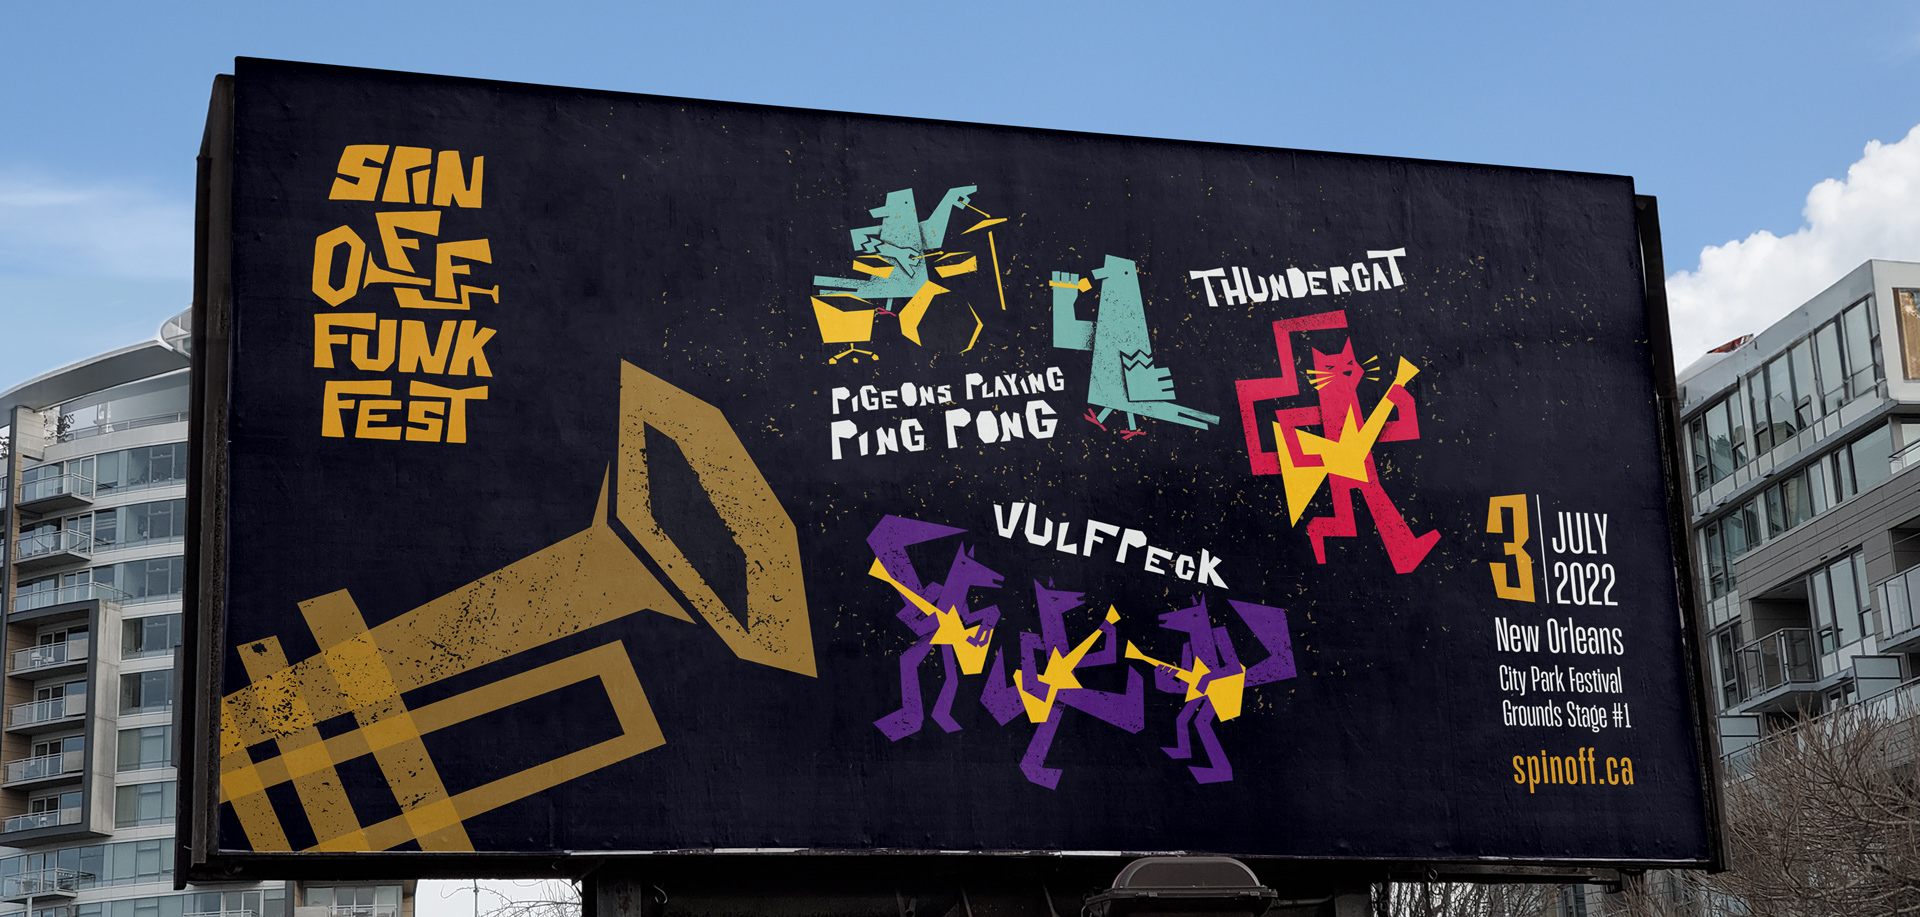 SPIN
OFF
FUNK
FEST
PIGEONS PLAYING
PING PONG
THUNDERCAT
VULFPECK
3 JULY
2022
New Orleans
City Park Festival
Grounds Stage #1
spinoff.ca